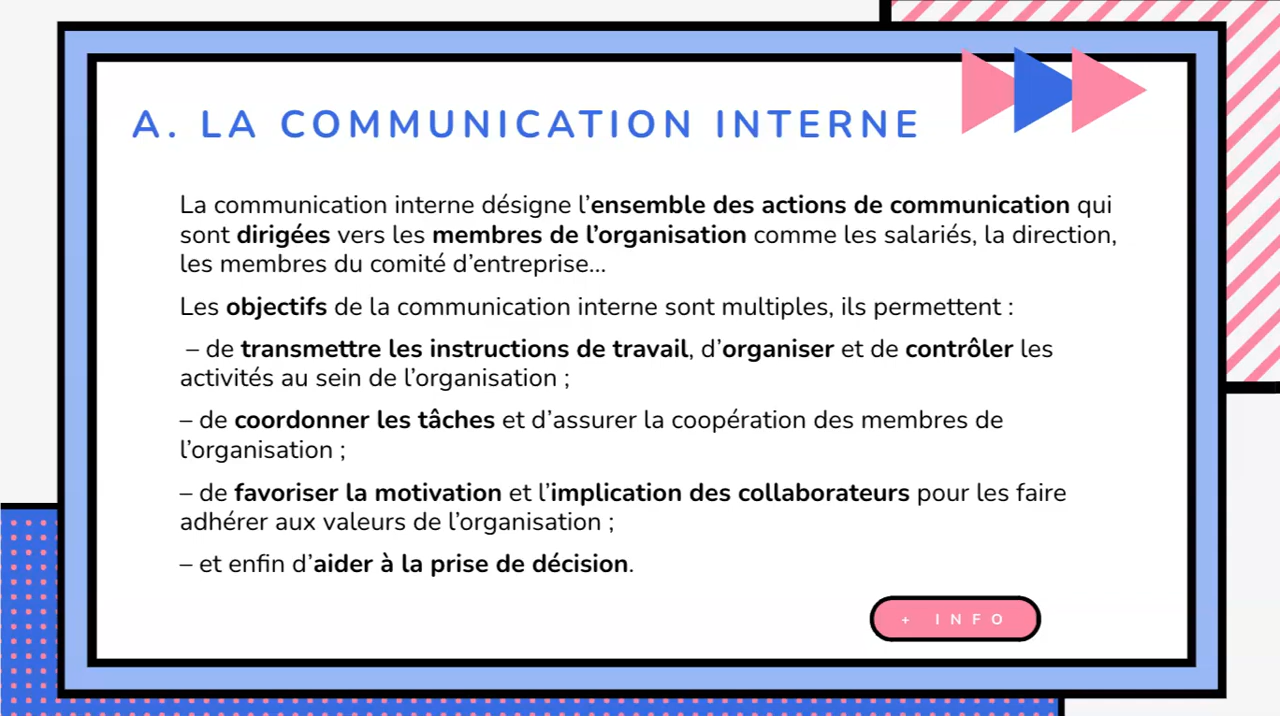 A. LA COMMUNICATION INTERNE
La communication interne désigne l’ensemble des actions de communication qui
sont dirigées vers les membres de l’organisation comme les salariés, la direction,
les membres du comité d’entreprise...
Les objectifs de la communication interne sont multiples, ils permettent :
– de transmettre les instructions de travail, d’organiser et de contrôler les
activités au sein de l’organisation ;
– de coordonner les tâches et d’assurer la coopération des membres de
l’organisation ;
– de favoriser la motivation et l’implication des collaborateurs pour les faire
adhérer aux valeurs de l’organisation ;
– et enfin d’aider à la prise de décision.
+ INFO